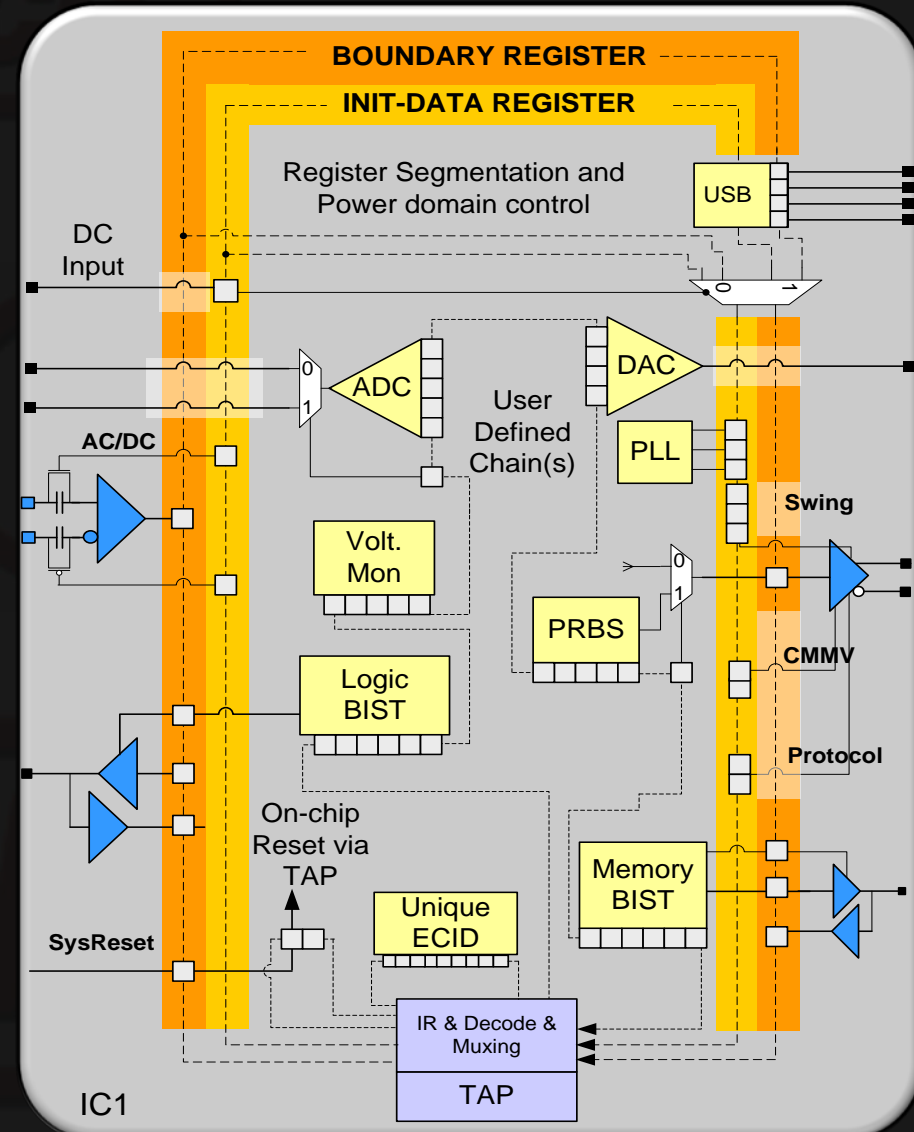 BOUNDARY REGISTER
INIT-DATA REGISTER
Register Segmentation and
Power domain control
USB
DC
Input
0
1
0
1
ADC
DAC
User
Defined
Chain(s)
PLL
AC/DC
Swing
Volt.
Mon
0
1
PRBS
CMMV
Logic
BIST
Protocol
On-chip
Reset via
TAP
Memory
BIST
Unique
ECID
SysReset
IR & Decode &
Muxing
TAP
IC1